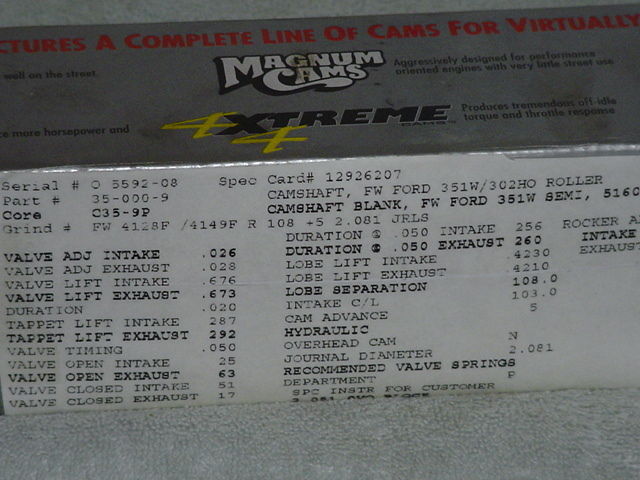 CTURES A COMPLETE LINE OF CAMS FOR VIRTUALLY
well on the street.
MAGNUM CAMS
Aggressively designed for performance
oriented engines with very little street use
ce more horsepower and
4XTREME 4 CAMS
Produces tremendous off-idle
torque and throttle response
Serial # O 5592-08 Spec Card# 12926207
Part # 35-000-9 CAMSHAFT, FW FORD 351W/302HO ROLLER
Core C35-9P CAMSHAFT BLANK, FW FORD 351W SEMI, 5160
Grind # FW 4128F /4149F R 108 +5 2.081 JRLS
DURATION @ .050 INTAKE 256 ROCKER A
VALVE ADJ INTAKE .026 DURATION @ .050 EXHAUST 260 INTAKE
VALVE ADJ EXHAUST .028 LOBE LIFT INTAKE .4230 EXHAUS
VALVE LIFT INTAKE .676 LOBE LIFT EXHAUST .4210
VALVE LIFT EXHAUST .673 LOBE SEPARATION 108.0
DURATION .020 INTAKE C/L 103.0
TAPPET LIFT INTAKE 287 CAM ADVANCE 5
TAPPET LIFT EXHAUST 292 HYDRAULIC
VALVE TIMING .050 OVERHEAD CAM N
VALVE OPEN INTAKE 25 JOURNAL DIAMETER 2.081
VALVE OPEN EXHAUST 63 RECOMMENDED VALVE SPRINGS
VALVE CLOSED INTAKE 51 DEPARTMENT P
VALVE CLOSED EXHAUST 17 SPC INSTR FOR CUSTOMER